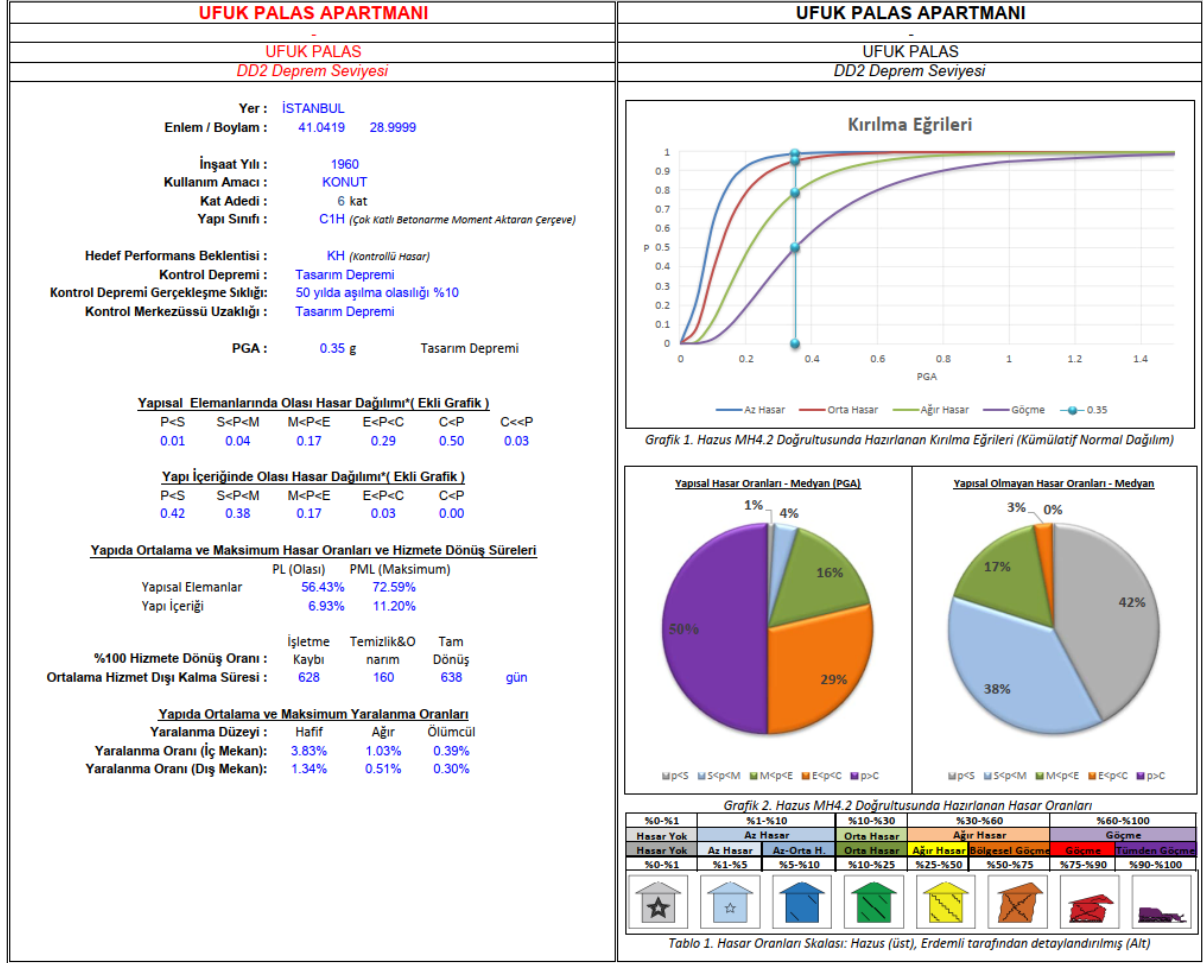 UFUK PALAS APARTMANI
-
UFUK PALAS
DD2 Deprem Seviyesi
Yer : İSTANBUL
Enlem / Boylam : 41.0419 28.9999
İnşaat Yılı : 1960
Kullanım Amacı : KONUT
Kat Adedi : 6 kat
Yapı Sınıfı : C1H (Çok Katlı Betonarme Moment Aktaran Çerçeve)
Hedef Performans Beklentisi : KH (Kontrollü Hasar)
Kontrol Depremi : Tasarım Depremi
Kontrol Depremi Gerçekleşme Sıklığı: 50 yılda aşılma olasılığı %10
Kontrol Merkezüssü Uzaklığı : Tasarım Depremi
PGA : 0.35 g Tasarım Depremi
Yapısal Elemanlarında Olası Hasar Dağılımı*( Ekli Grafik )
P<S S<P<M M<P<E E<P<C C<P C<<P
0.01 0.04 0.17 0.29 0.50 0.03
Yapı İçeriğinde Olası Hasar Dağılımı*( Ekli Grafik )
P<S S<P<M M<P<E E<P<C C<P
0.42 0.38 0.17 0.03 0.00
Yapıda Ortalama ve Maksimum Hasar Oranları ve Hizmete Dönüş Süreleri
PL (Olası) PML (Maksimum)
Yapısal Elemanlar 56.43% 72.59%
Yapı İçeriği 6.93% 11.20%
İşletme Temizlik&O Tam
%100 Hizmete Dönüş Oranı : Kaybı narım Dönüş
Ortalama Hizmet Dışı Kalma Süresi : 628 160 638 gün
Yapıda Ortalama ve Maksimum Yaralanma Oranları
Yaralanma Düzeyi : Hafif Ağır Ölümcül
Yaralanma Oranı (İç Mekan): 3.83% 1.03% 0.39%
Yaralanma Oranı (Dış Mekan): 1.34% 0.51% 0.30%
UFUK PALAS APARTMANI
-
UFUK PALAS
DD2 Deprem Seviyesi
Kırılma Eğrileri
1
0.9
0.8
0.7
0.6
P 0.5
0.4
0.3
0.2
0.1
0
0 0.2 0.4 0.6 0.8 1 1.2 1.4
PGA
Az Hasar Orta Hasar Ağır Hasar Göçme 0.35
Grafik 1. Hazus MH4.2 Doğrultusunda Hazırlanan Kırılma Eğrileri (Kümülatif Normal Dağılım)
Yapısal Hasar Oranları - Medyan (PGA)
1% 4%
16%
50%
29%
p<S S<p<M M<p<E E<p<C p>C
Yapısal Olmayan Hasar Oranları - Medyan
3% 0%
17%
42%
38%
p<S S<p<M M<p<E E<p<C p>C
Grafik 2. Hazus MH4.2 Doğrultusunda Hazırlanan Hasar Oranları
%0-%1 %1-%10 %10-%30 %30-%60 %60-%100
Hasar Yok Az Hasar Orta Hasar Ağır Hasar Göçme
Hasar Yok Az Hasar Az-Orta H. Orta Hasar Ağır Hasar Bölgesel Göçme Göçme Tümden Göçme
%0-%1 %1-%5 %5-%10 %10-%25 %25-%50 %50-%75 %75-%90 %90-%100
Tablo 1. Hasar Oranları Skalası: Hazus (üst), Erdemli tarafından detaylandırılmış (Alt)